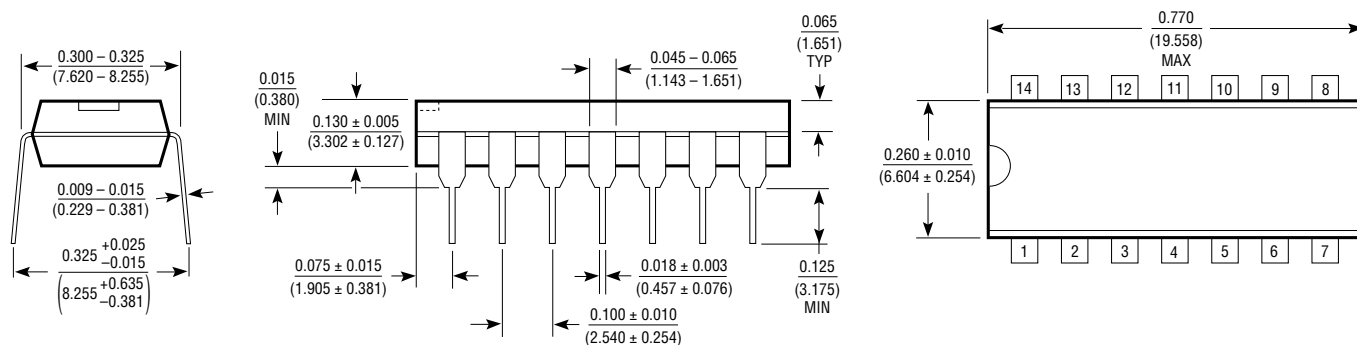 0.300 – 0.325
(7.620 – 8.255)
0.009 – 0.015
(0.229 – 0.381)
0.325 +0.025 –0.015
(8.255 +0.635 –0.381)
0.015
(0.380)
MIN
0.130 ± 0.005
(3.302 ± 0.127)
0.045 – 0.065
(1.143 – 1.651)
0.065
(1.651)
TYP
0.075 ± 0.015
(1.905 ± 0.381)
0.018 ± 0.003
(0.457 ± 0.076)
0.100 ± 0.010
(2.540 ± 0.254)
0.125
(3.175)
MIN
0.770
(19.558)
MAX
14 13 12 11 10 9 8
0.260 ± 0.010
(6.604 ± 0.254)
1 2 3 4 5 6 7